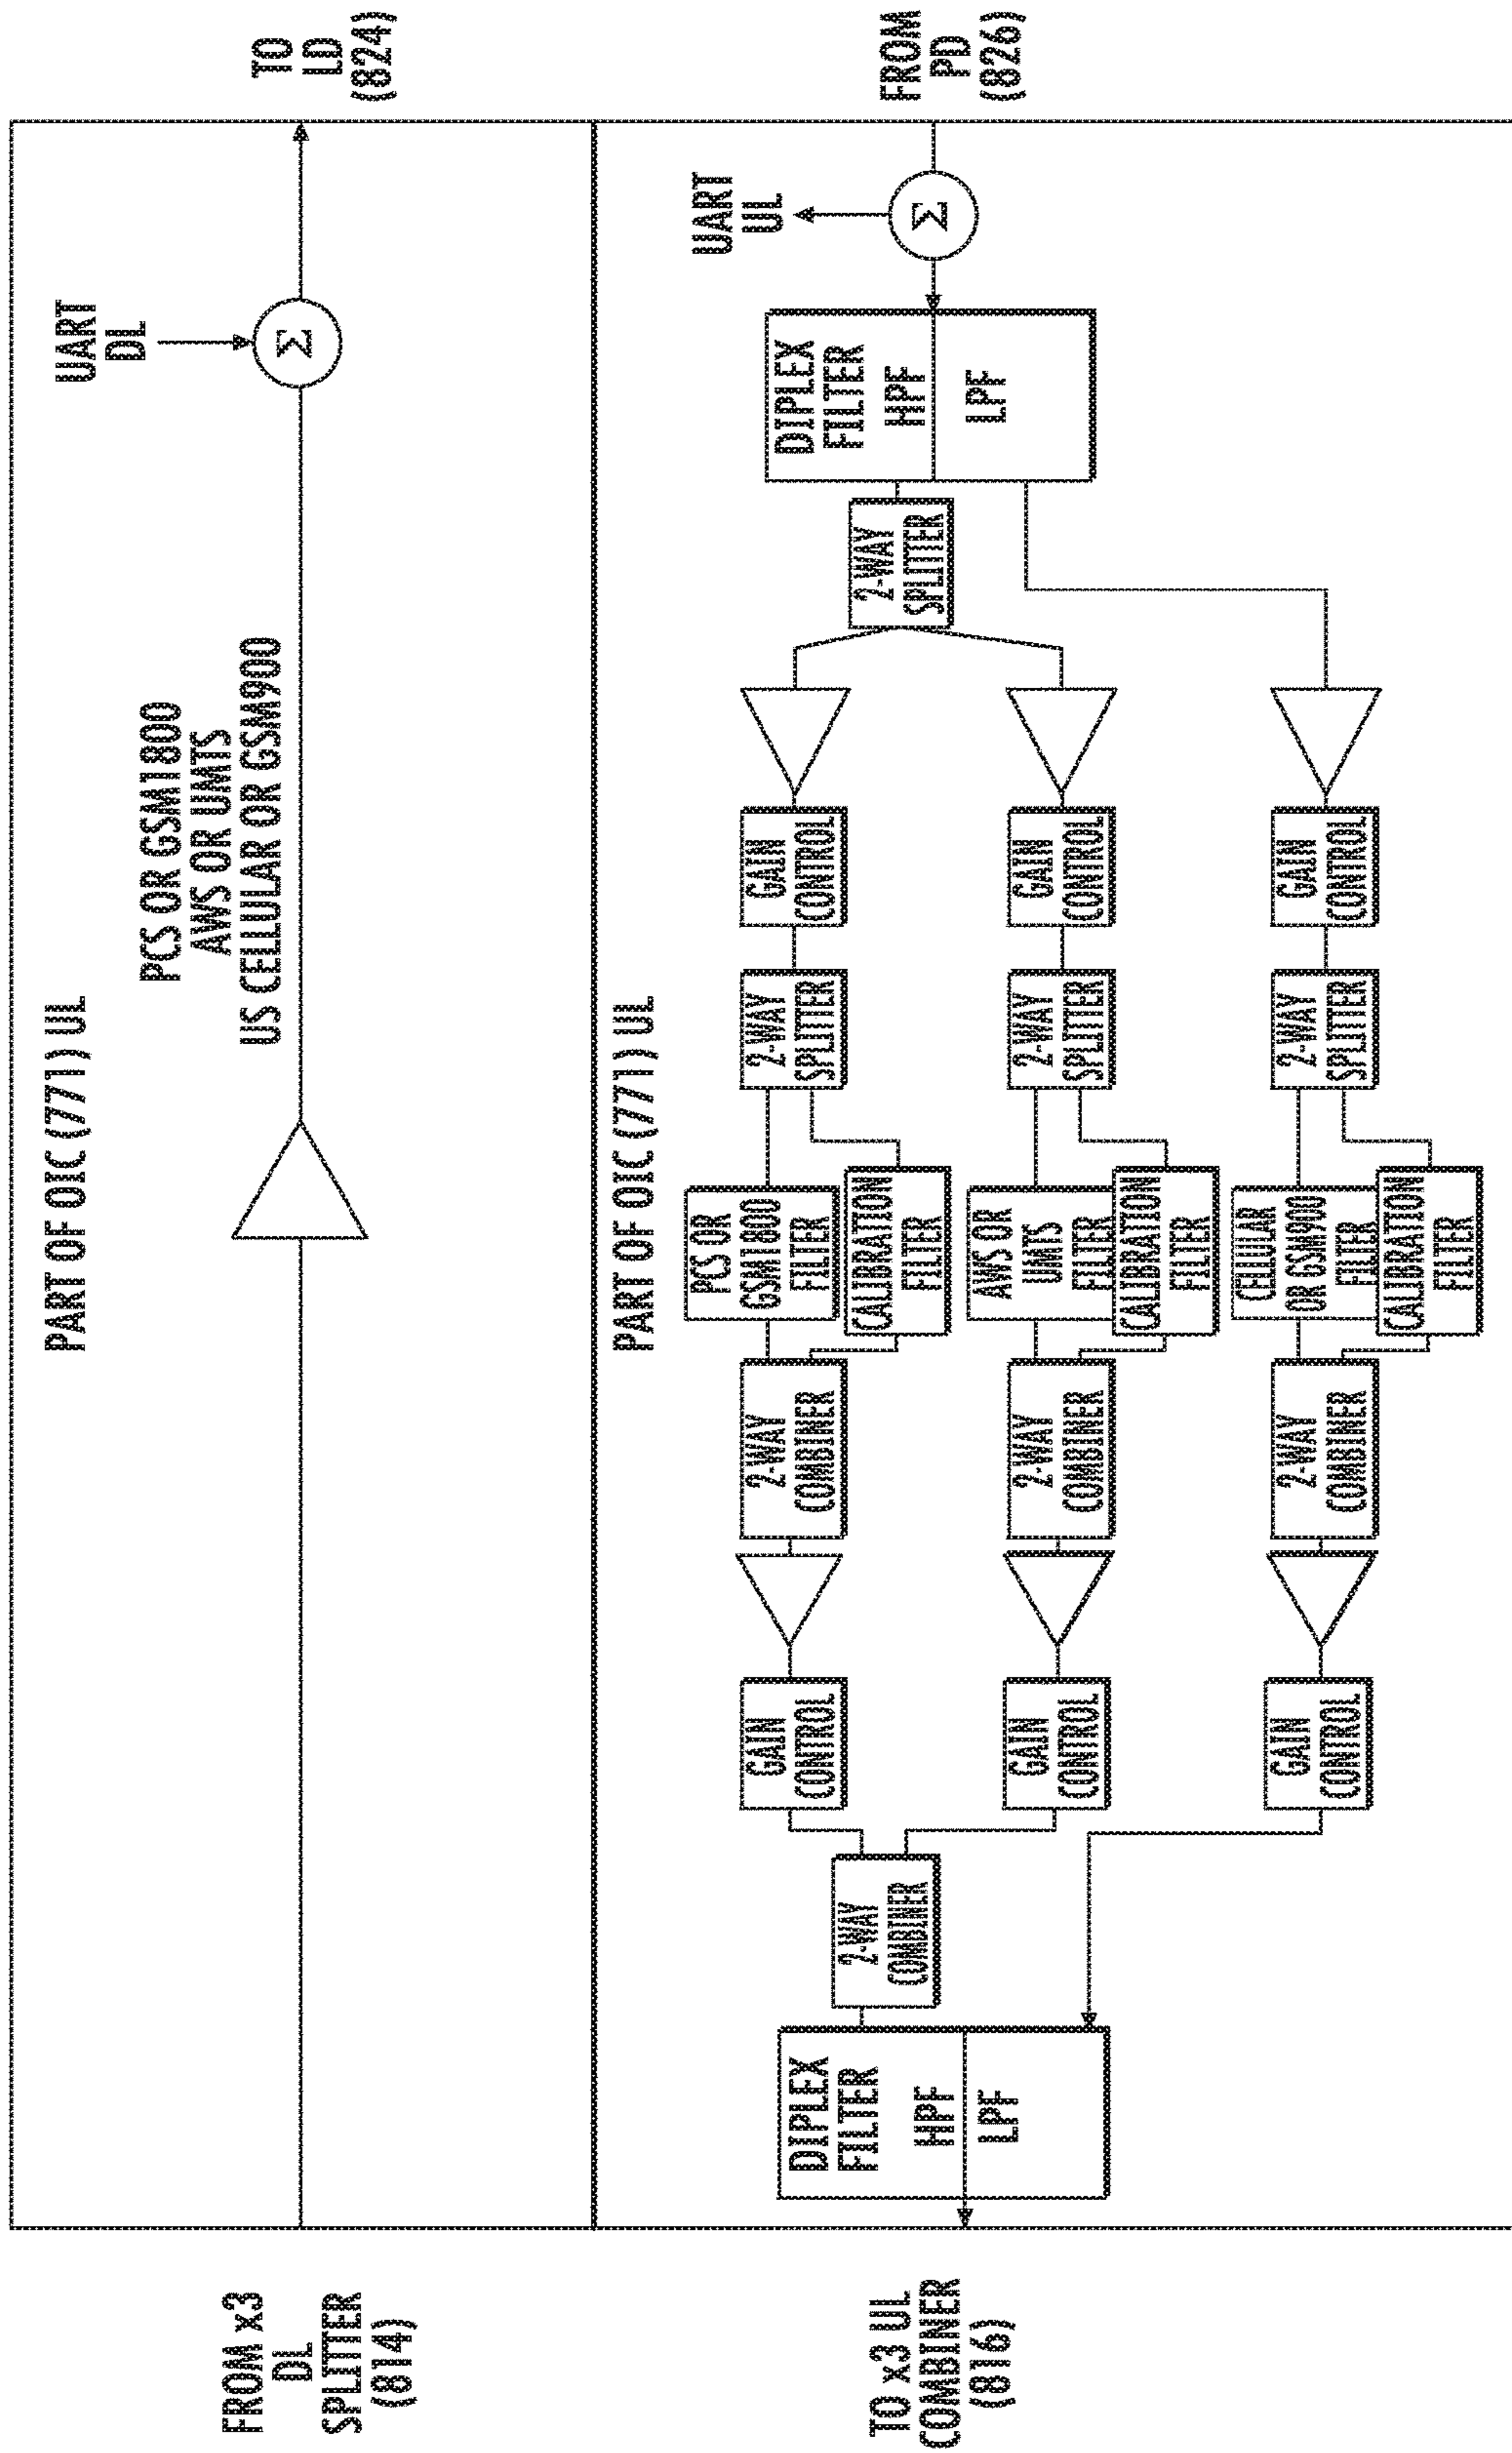 PART OF OIC (771) UL
FROM x3
DL
SPLITTER
(814)
PCS OR GSM1800
AWS OR UMTS
US CELLULAR OR GSM900
UART
DL
Σ
TO
LD
(824)
PART OF OIC (771) UL
TO x3 UL
COMBINER
(816)
DIPLEX
FILTER
HPF
LPF
2-WAY
COMBINER
GAIN
CONTROL
2-WAY
COMBINER
PCS OR
GSM1800
FILTER
CALIBRATION
FILTER
2-WAY
SPLITTER
GAIN
CONTROL
GAIN
CONTROL
2-WAY
COMBINER
AWS OR
UMTS
FILTER
CALIBRATION
FILTER
2-WAY
SPLITTER
GAIN
CONTROL
GAIN
CONTROL
2-WAY
COMBINER
CELLULAR
OR GSM900
FILTER
CALIBRATION
FILTER
2-WAY
SPLITTER
GAIN
CONTROL
2-WAY
SPLITTER
DIPLEX
FILTER
HPF
LPF
UART
UL
Σ
FROM
PD
(826)